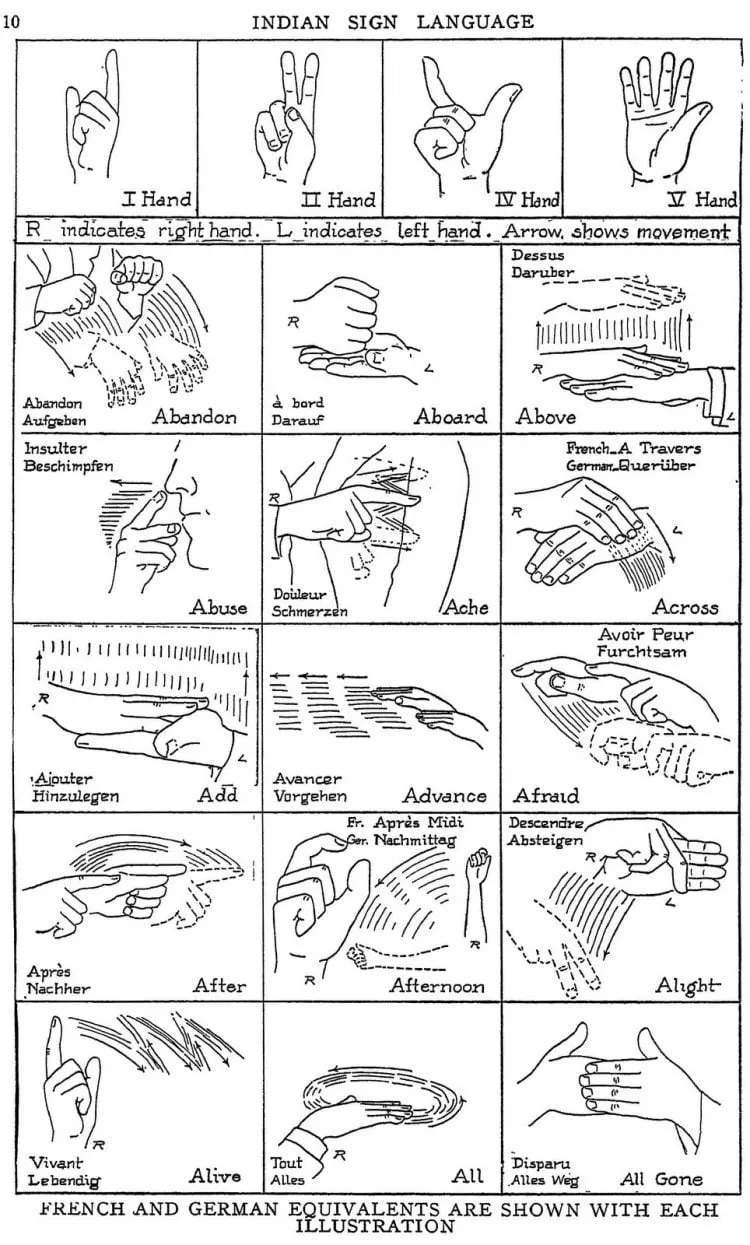 10
INDIAN SIGN LANGUAGE
I Hand
II Hand
IV Hand
V Hand
R indicates right hand. L indicates left hand. Arrow shows movement
Abandon
Aufgeben
Abandon
R
L
à bord
Darauf
Aboard
Dessus
Daruber
R
L
Above
Insulter
Beschimpfen
Abuse
R
Douleur
Schmerzen
Ache
French_A Travers
German_Querüber
R
L
Across
R
L
Ajouter
Hinzulegen
Add
Avancer
Vorgehen
Advance
Avoir Peur
Furchtsam
Afraid
Après
Nachher
After
Fr. Après Midi
Ger. Nachmittag
R
R
Afternoon
Descendre
Absteigen
R
L
Alight
R
Vivant
Lebendig
Alive
R
Tout
Alles
All
Disparu
Alles Weg
All Gone
FRENCH AND GERMAN EQUIVALENTS ARE SHOWN WITH EACH
ILLUSTRATION